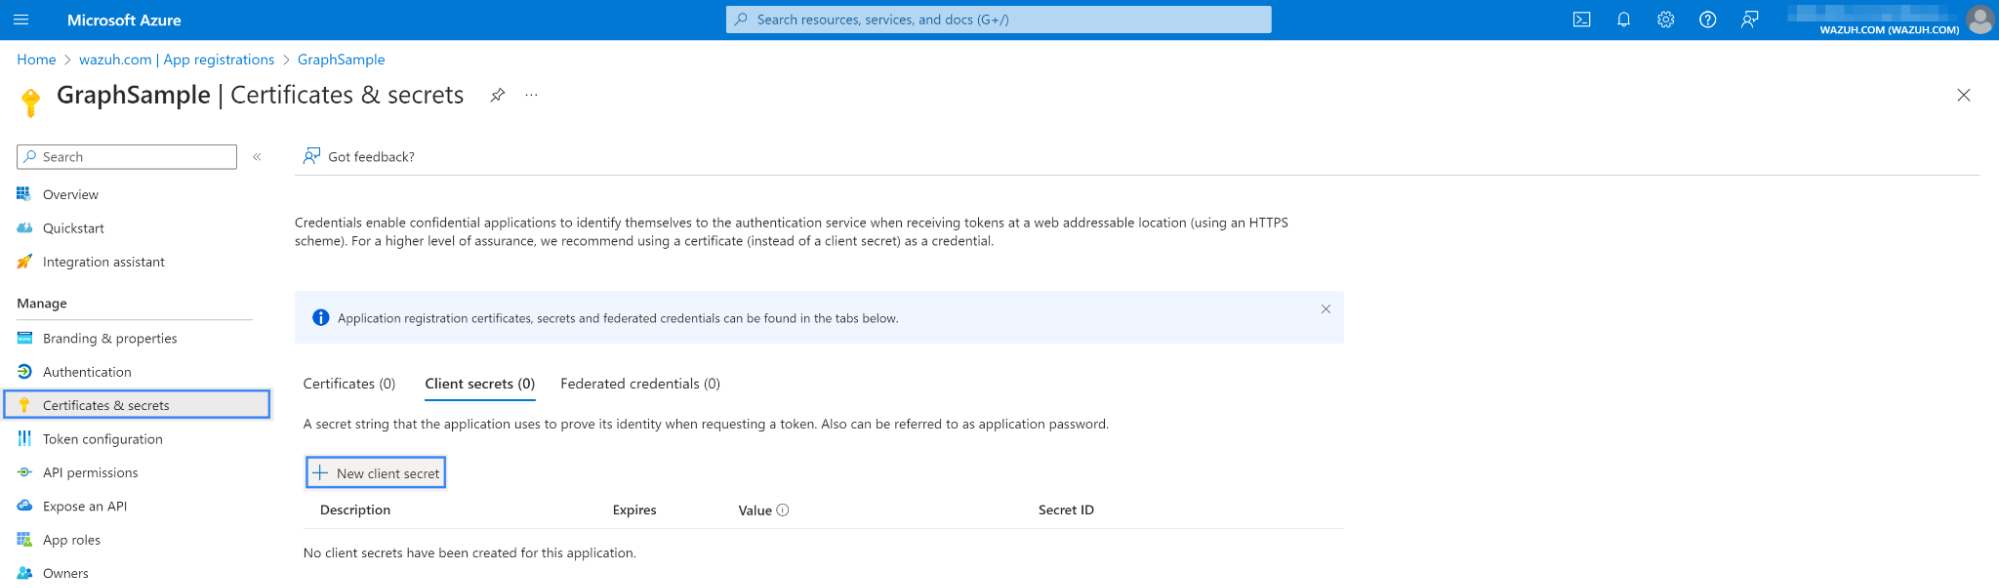 Microsoft Azure
Search resources, services, and docs (G+/)
WAZUH.COM (WAZUH.COM)
Home > wazuh.com | App registrations > GraphSample
GraphSample | Certificates & secrets
Search
Got feedback?
Overview
Quickstart
Integration assistant
Manage
Branding & properties
Authentication
Certificates & secrets
Token configuration
API permissions
Expose an API
App roles
Owners
Credentials enable confidential applications to identify themselves to the authentication service when receiving tokens at a web addressable location (using an HTTPS
scheme). For a higher level of assurance, we recommend using a certificate (instead of a client secret) as a credential.
Application registration certificates, secrets and federated credentials can be found in the tabs below.
Certificates (0) Client secrets (0) Federated credentials (0)
A secret string that the application uses to prove its identity when requesting a token. Also can be referred to as application password.
New client secret
Description Expires Value Secret ID
No client secrets have been created for this application.